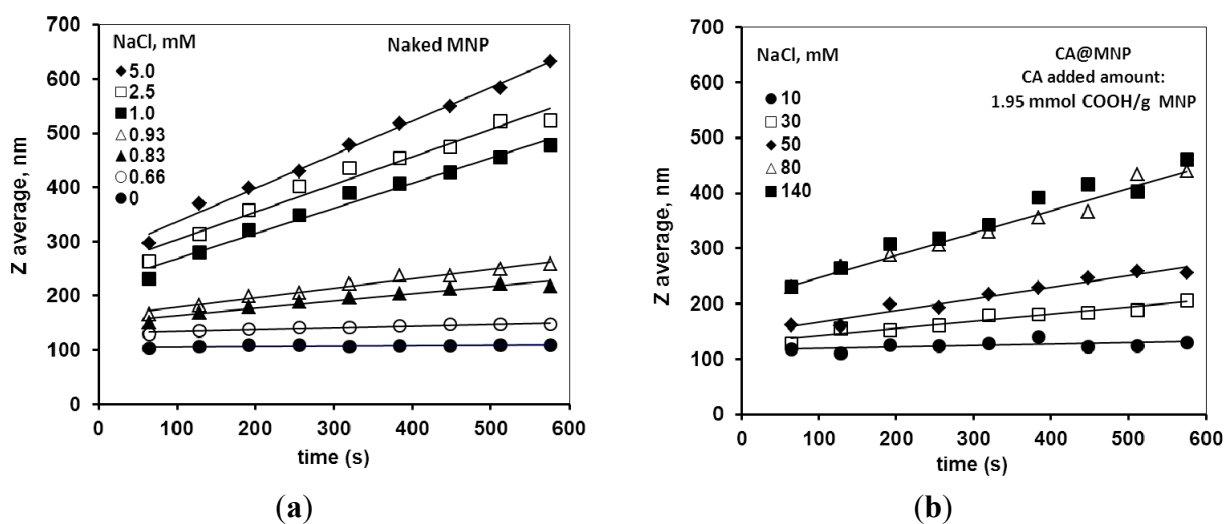 700
600
500
400
300
200
100
0
Z average, nm
NaCl, mM
5.0
2.5
1.0
0.93
0.83
0.66
0
Naked MNP
0 100 200 300 400 500 600
time (s)
(a)
700
600
500
400
300
200
100
0
Z average, nm
NaCl, mM
10
30
50
80
140
CA@MNP
CA added amount:
1.95 mmol COOH/g MNP
0 100 200 300 400 500 600
time (s)
(b)